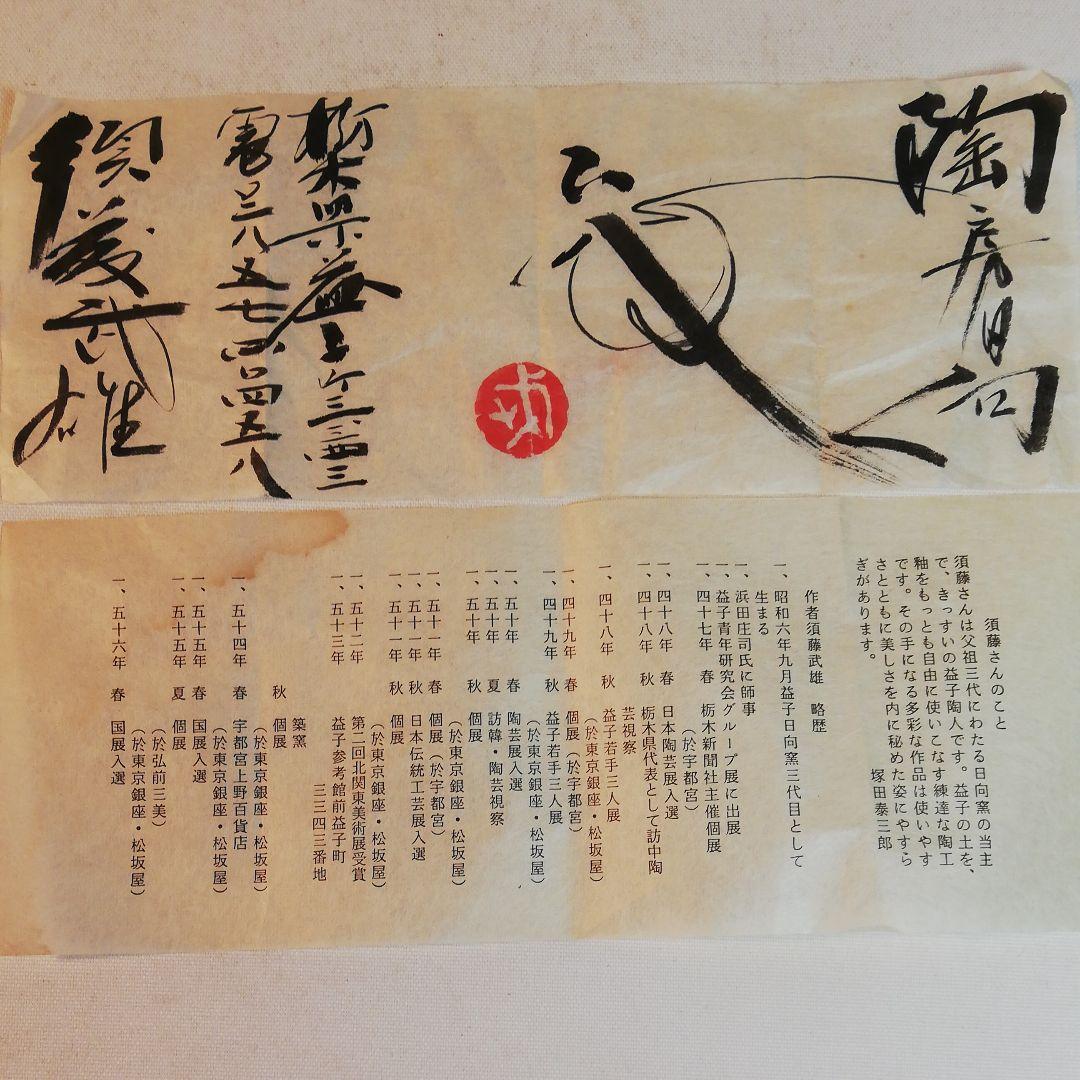 陶房日向
栃木県益子町三三四三
電〇二八五七二四五八
須藤武雄
須藤さんのこと
須藤さんは父祖三代にわたる日向窯の当主
で、きっすいの益子陶人です。益子の土を、
釉をもっとも自由に使いこなす練達な陶工
です。その手になる多彩な作品は使いやす
さとともに美しさを内に秘めた姿にやすら
ぎがあります。
塚田泰三郎
作者須藤武雄 略歴
一、昭和六年九月益子日向窯三代目として
生まる
一、浜田庄司氏に師事
一、益子青年研究会グループ展に出展
一、四十七年 春 栃木新聞社主催個展
(於宇都宮)
四十八年 春 日本陶芸展入選
一、四十八年 秋 栃木県代表として訪中陶
芸視察
一、四十八年 秋 益子若手三人展
(於東京銀座・松坂屋)
一、四十九年 春 個展(於宇都宮)
一、四十九年 秋 益子若手三人展
(於東京銀座・松坂屋)
一、五十年 春 陶芸展入選
五十年 夏 訪韓・陶芸視察
一、五十年 秋 個展
(於東京銀座・松坂屋)
一、五十一年 春 個展(於宇都宮)
一、五十一年 秋 日本伝統工芸展入選
一、五十一年 秋 個展
(於東京銀座・松坂屋)
一、五十二年 第二回北関東美術展受賞
一、五十三年 益子参考館前益子町
三三四三番地
築窯
秋 個展
(於東京銀座・松坂屋)
一、五十四年 春 宇都宮上野百貨店
(於東京銀座・松坂屋)
一、五十五年 春 国展入選
一、五十五年 夏 個展
(於弘前三美)
(於東京銀座・松坂屋)
一、五十六年 春 国展入選